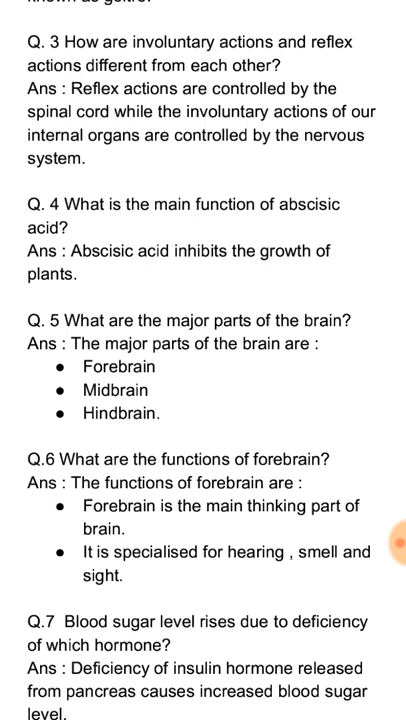 Q. 3 How are involuntary actions and reflex
actions different from each other?
Ans : Reflex actions are controlled by the
spinal cord while the involuntary actions of our
internal organs are controlled by the nervous
system.
Q. 4 What is the main function of abscisic
acid?
Ans : Abscisic acid inhibits the growth of
plants.
Q. 5 What are the major parts of the brain?
Ans : The major parts of the brain are :
● Forebrain
● Midbrain
● Hindbrain.
Q.6 What are the functions of forebrain?
Ans : The functions of forebrain are :
● Forebrain is the main thinking part of
brain.
● It is specialised for hearing , smell and
sight.
Q.7  Blood sugar level rises due to deficiency
of which hormone?
Ans : Deficiency of insulin hormone released
from pancreas causes increased blood sugar
level.